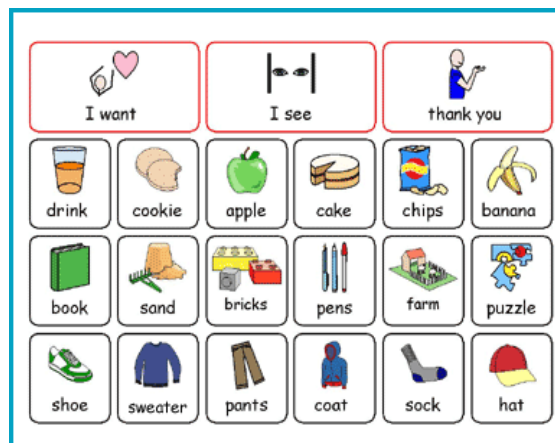 I want I see thank you
drink cookie apple cake chips banana
book sand bricks pens farm puzzle
shoe sweater pants coat sock hat